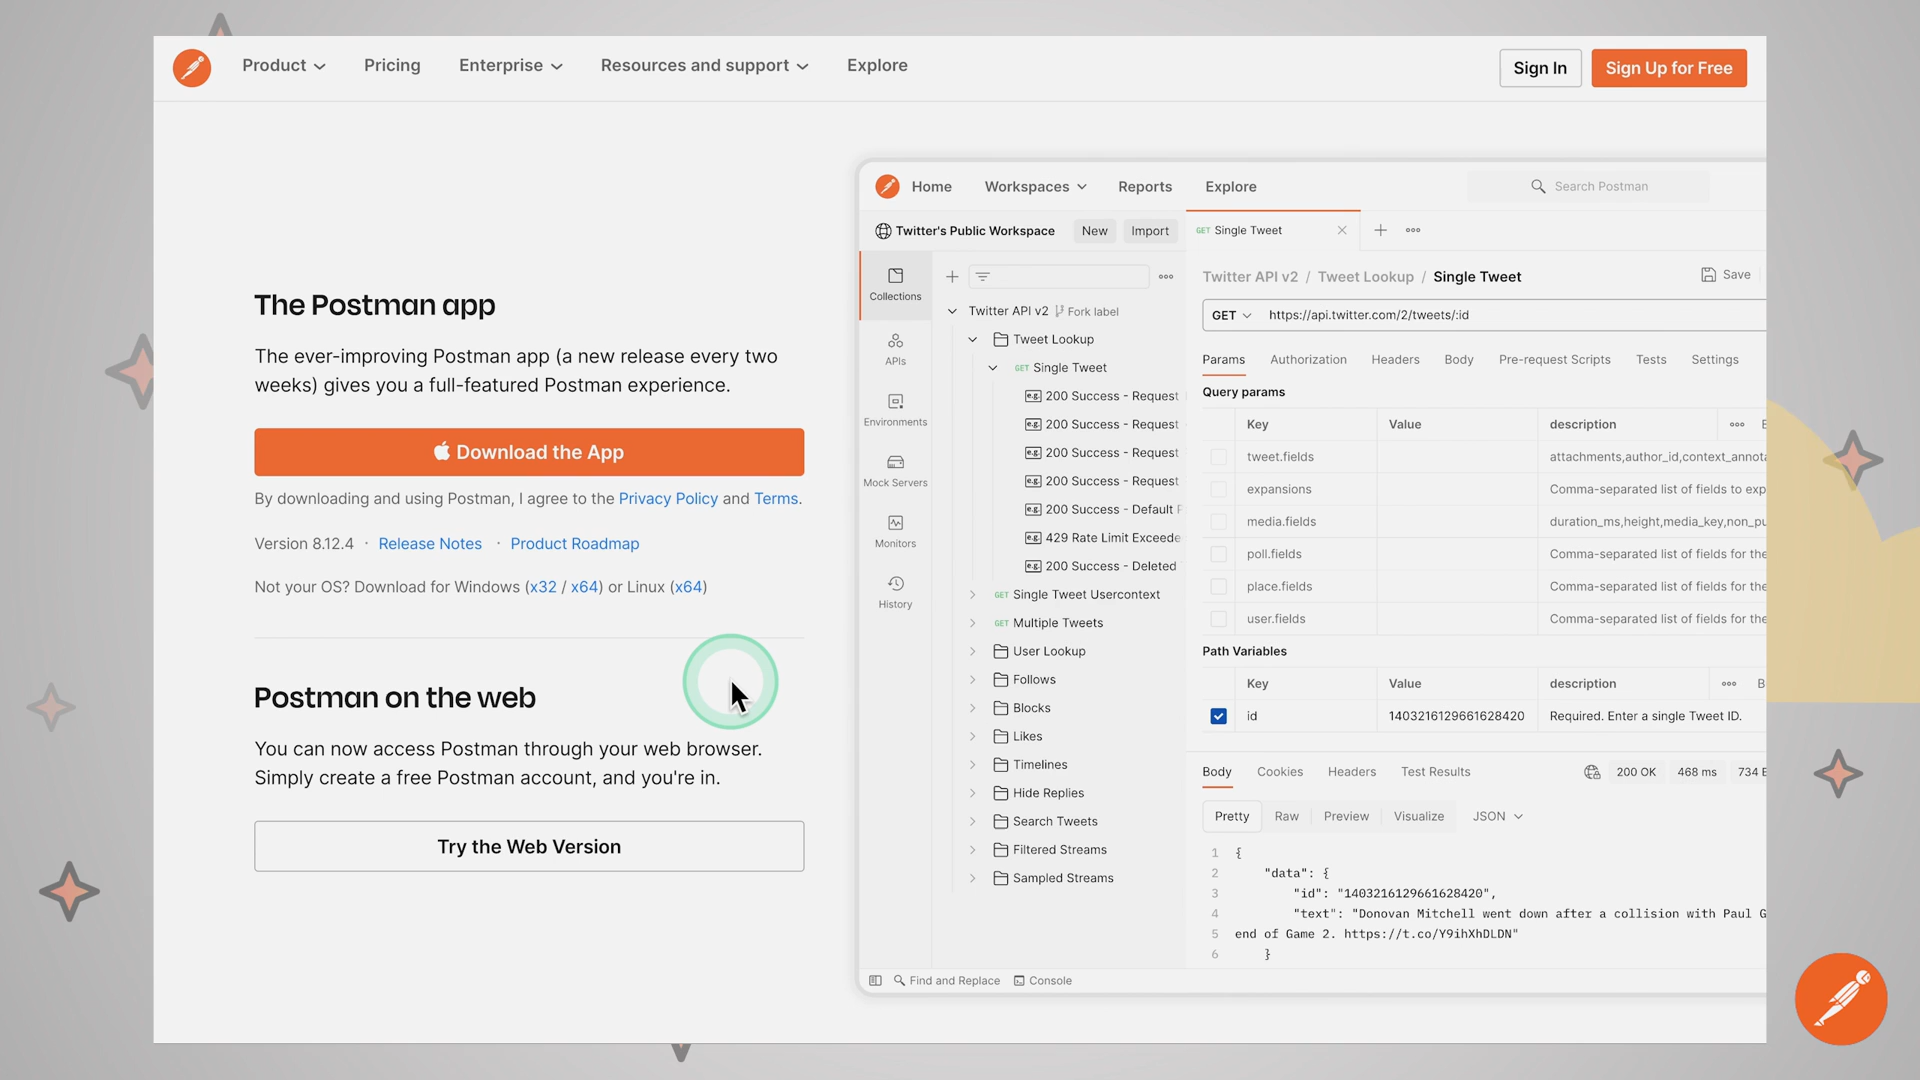 Product
Pricing
Enterprise
Resources and support
Explore
Sign In
Sign Up for Free
The Postman app
The ever-improving Postman app (a new release every two
weeks) gives you a full-featured Postman experience.
Download the App
By downloading and using Postman, I agree to the Privacy Policy and Terms.
Version 8.12.4 · Release Notes · Product Roadmap
Not your OS? Download for Windows (x32 / x64) or Linux (x64)
Postman on the web
You can now access Postman through your web browser.
Simply create a free Postman account, and you're in.
Try the Web Version
Home
Workspaces
Reports
Explore
Search Postman
Twitter's Public Workspace
New
Import
GET Single Tweet
Collections
APIs
Environments
Mock Servers
Monitors
History
Twitter API v2 Fork label
Tweet Lookup
GET Single Tweet
e.g. 200 Success - Request
e.g. 200 Success - Request
e.g. 200 Success - Request
e.g. 200 Success - Request
e.g. 200 Success - Default
e.g. 429 Rate Limit Exceede
e.g. 200 Success - Deleted
GET Single Tweet Usercontext
GET Multiple Tweets
User Lookup
Follows
Blocks
Likes
Timelines
Hide Replies
Search Tweets
Filtered Streams
Sampled Streams
Twitter API v2 / Tweet Lookup / Single Tweet
Save
GET https://api.twitter.com/2/tweets/:id
Params Authorization Headers Body Pre-request Scripts Tests Settings
Query params
Key Value description
tweet.fields attachments,author_id,context_annota
expansions Comma-separated list of fields to exp
media.fields duration_ms,height,media_key,non_pu
poll.fields Comma-separated list of fields for the
place.fields Comma-separated list of fields for the
user.fields Comma-separated list of fields for the
Path Variables
Key Value description B
id 1403216129661628420 Required. Enter a single Tweet ID.
Body Cookies Headers Test Results 200 OK 468 ms 734
Pretty Raw Preview Visualize JSON
1 {
2 "data": {
3 "id": "1403216129661628420",
4 "text": "Donovan Mitchell went down after a collision with Paul G
5 end of Game 2. https://t.co/Y9ihXhDLDN"
6 }
Find and Replace Console